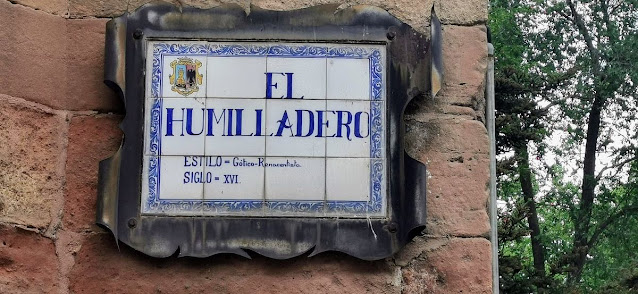 EL
HUMILLADERO
ESTILO = Gótico-Renacentista.
SIGLO = XVI.